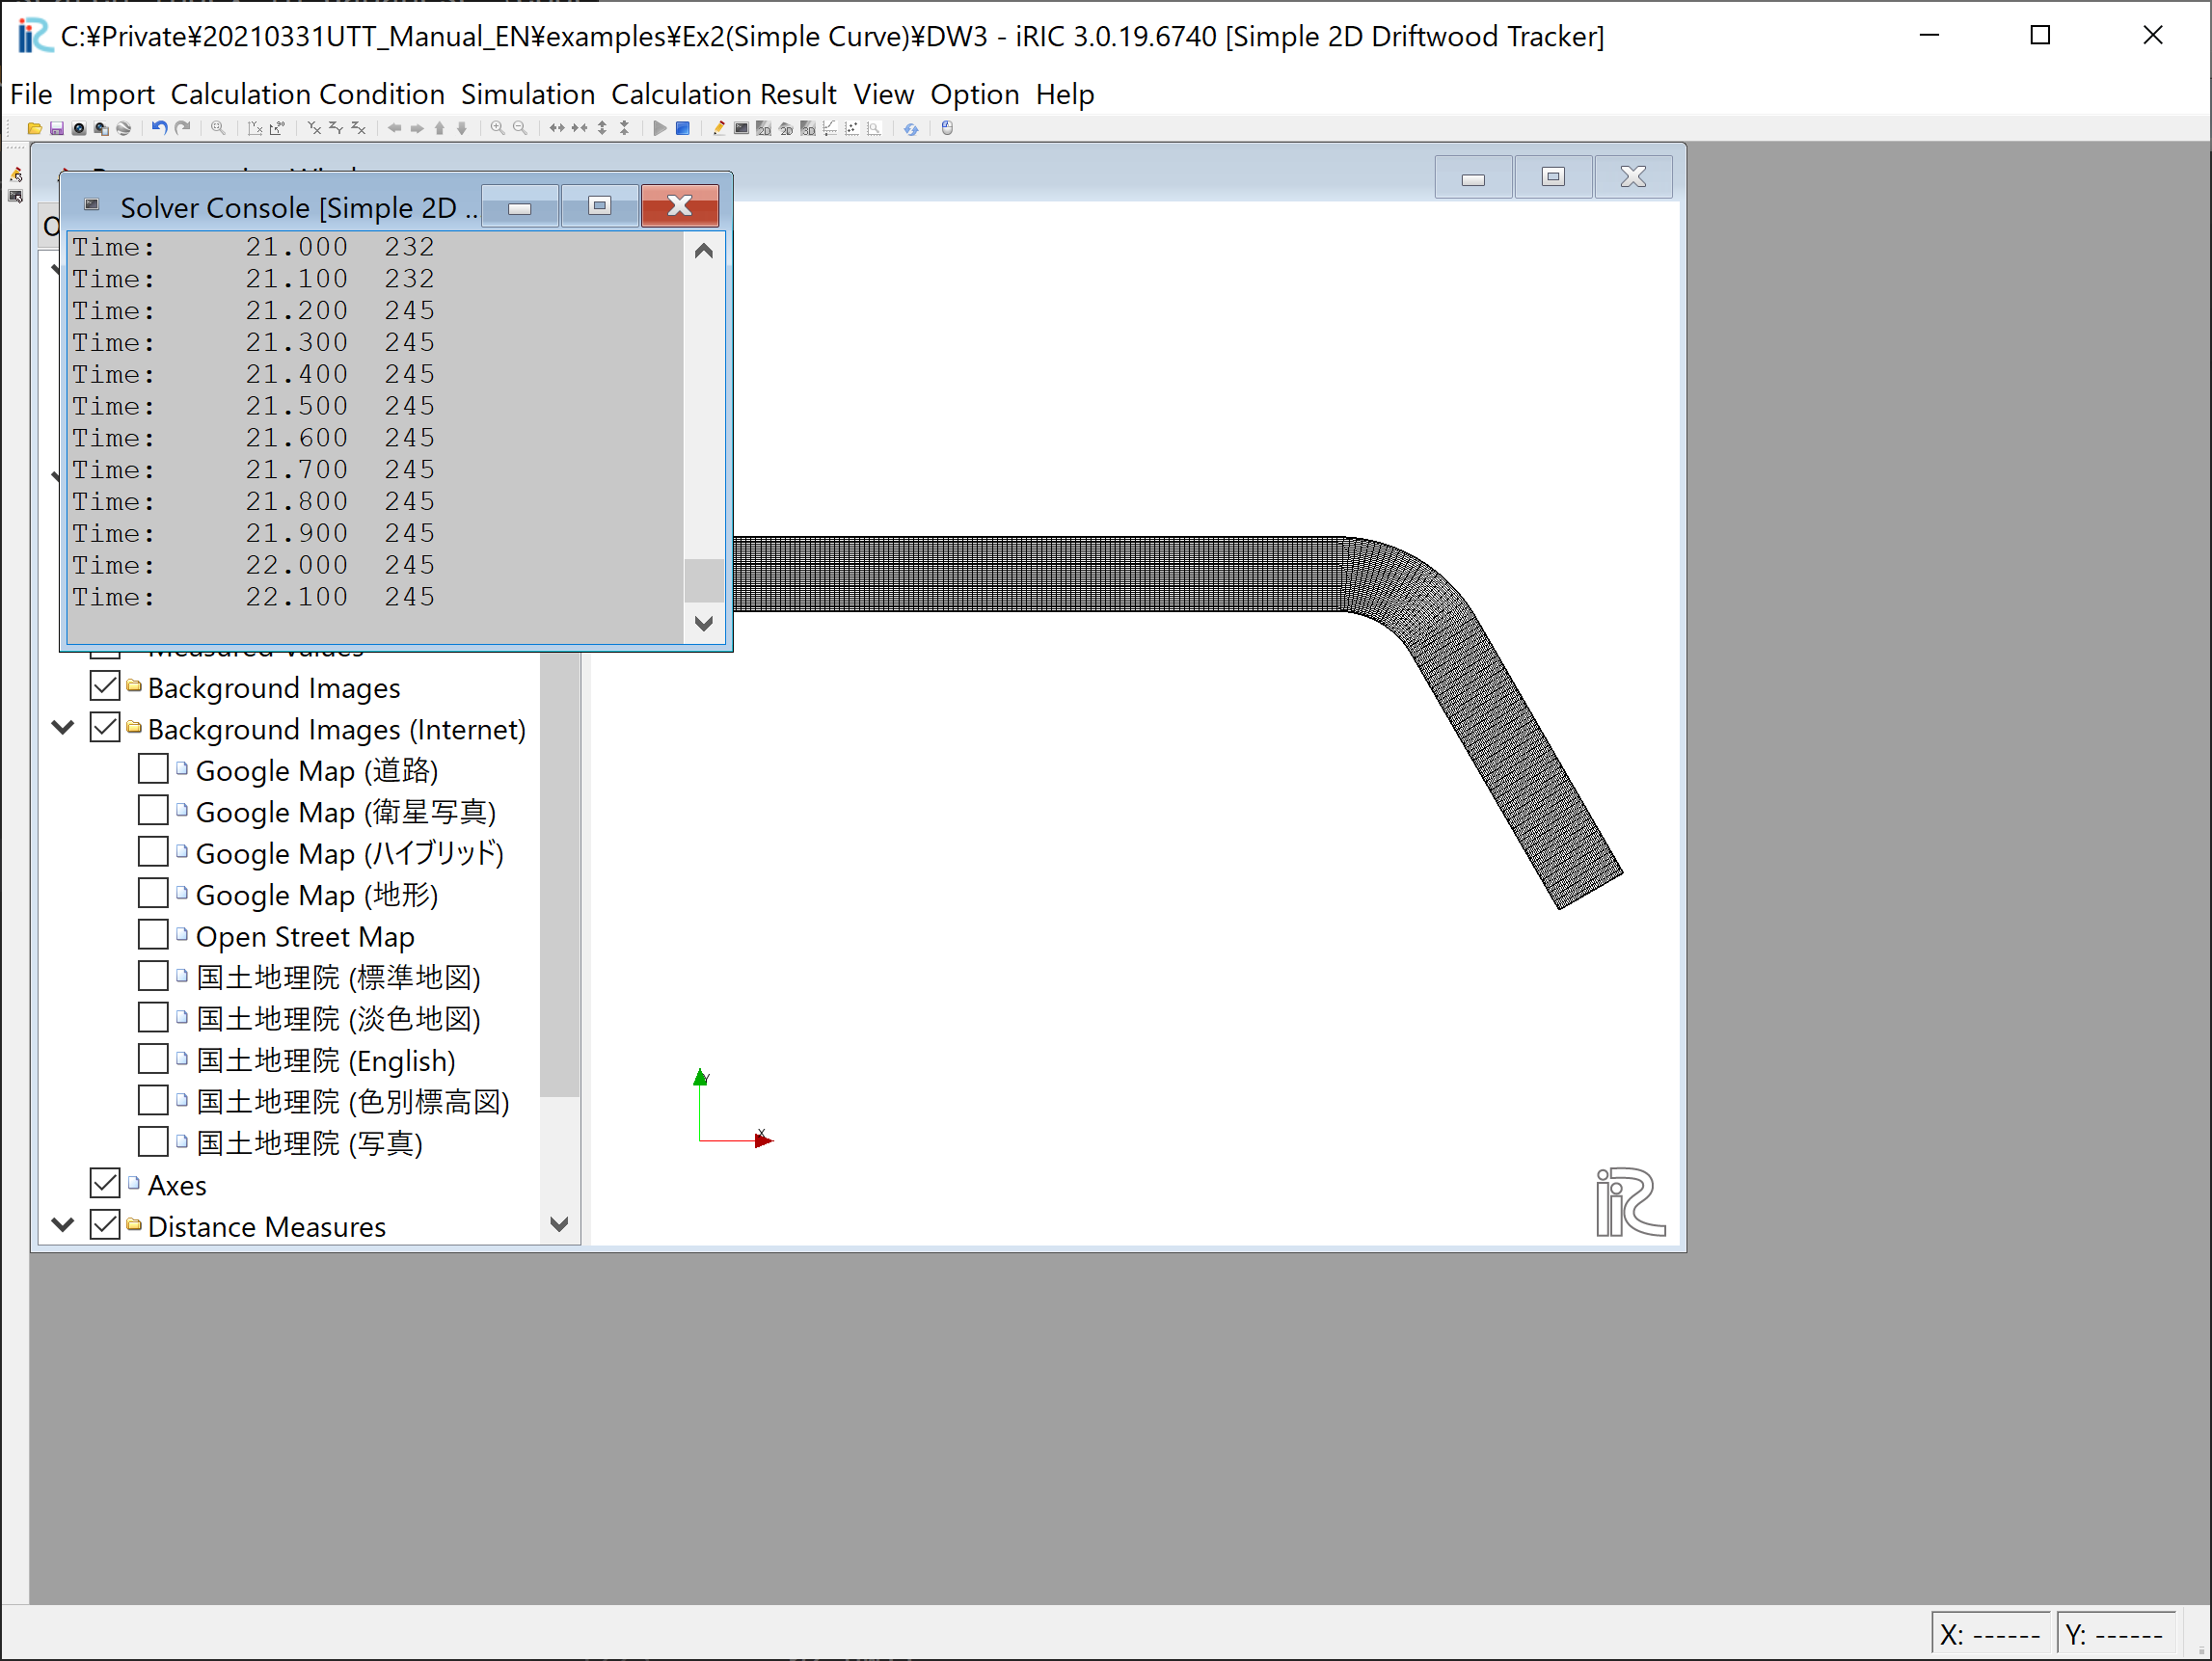 C:¥Private¥20210331UTT_Manual_EN¥examples¥Ex2(Simple Curve)¥DW3 - iRIC 3.0.19.6740 [Simple 2D Driftwood Tracker]
File Import Calculation Condition Simulation Calculation Result View Option Help
Solver Console [Simple 2D ..
Time: 21.000 232
Time: 21.100 232
Time: 21.200 245
Time: 21.300 245
Time: 21.400 245
Time: 21.500 245
Time: 21.600 245
Time: 21.700 245
Time: 21.800 245
Time: 21.900 245
Time: 22.000 245
Time: 22.100 245
Measured Values
Background Images
Background Images (Internet)
Google Map (道路)
Google Map (衛星写真)
Google Map (ハイブリッド)
Google Map (地形)
Open Street Map
国土地理院 (標準地図)
国土地理院 (淡色地図)
国土地理院 (English)
国土地理院 (色別標高図)
国土地理院 (写真)
Axes
Distance Measures
Y
X
iRIC
X: ------ Y: ------